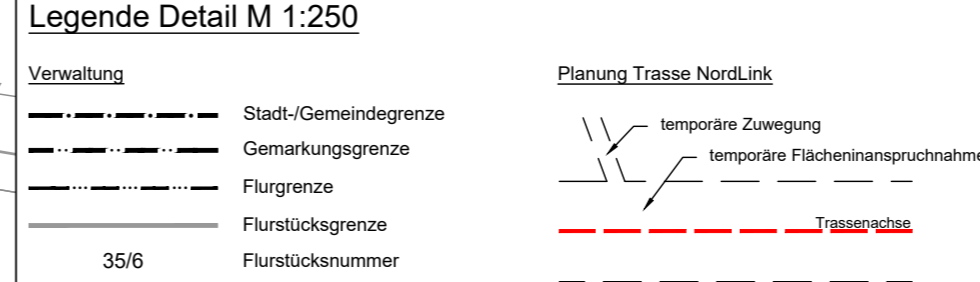 Legende Detail M 1:250
Verwaltung
Stadt-/Gemeindegrenze
Gemarkungsgrenze
Flurgrenze
Flurstücksgrenze
35/6 Flurstücksnummer
Planung Trasse NordLink
temporäre Zuwegung
temporäre Flächeninanspruchnahme
Trassenachse